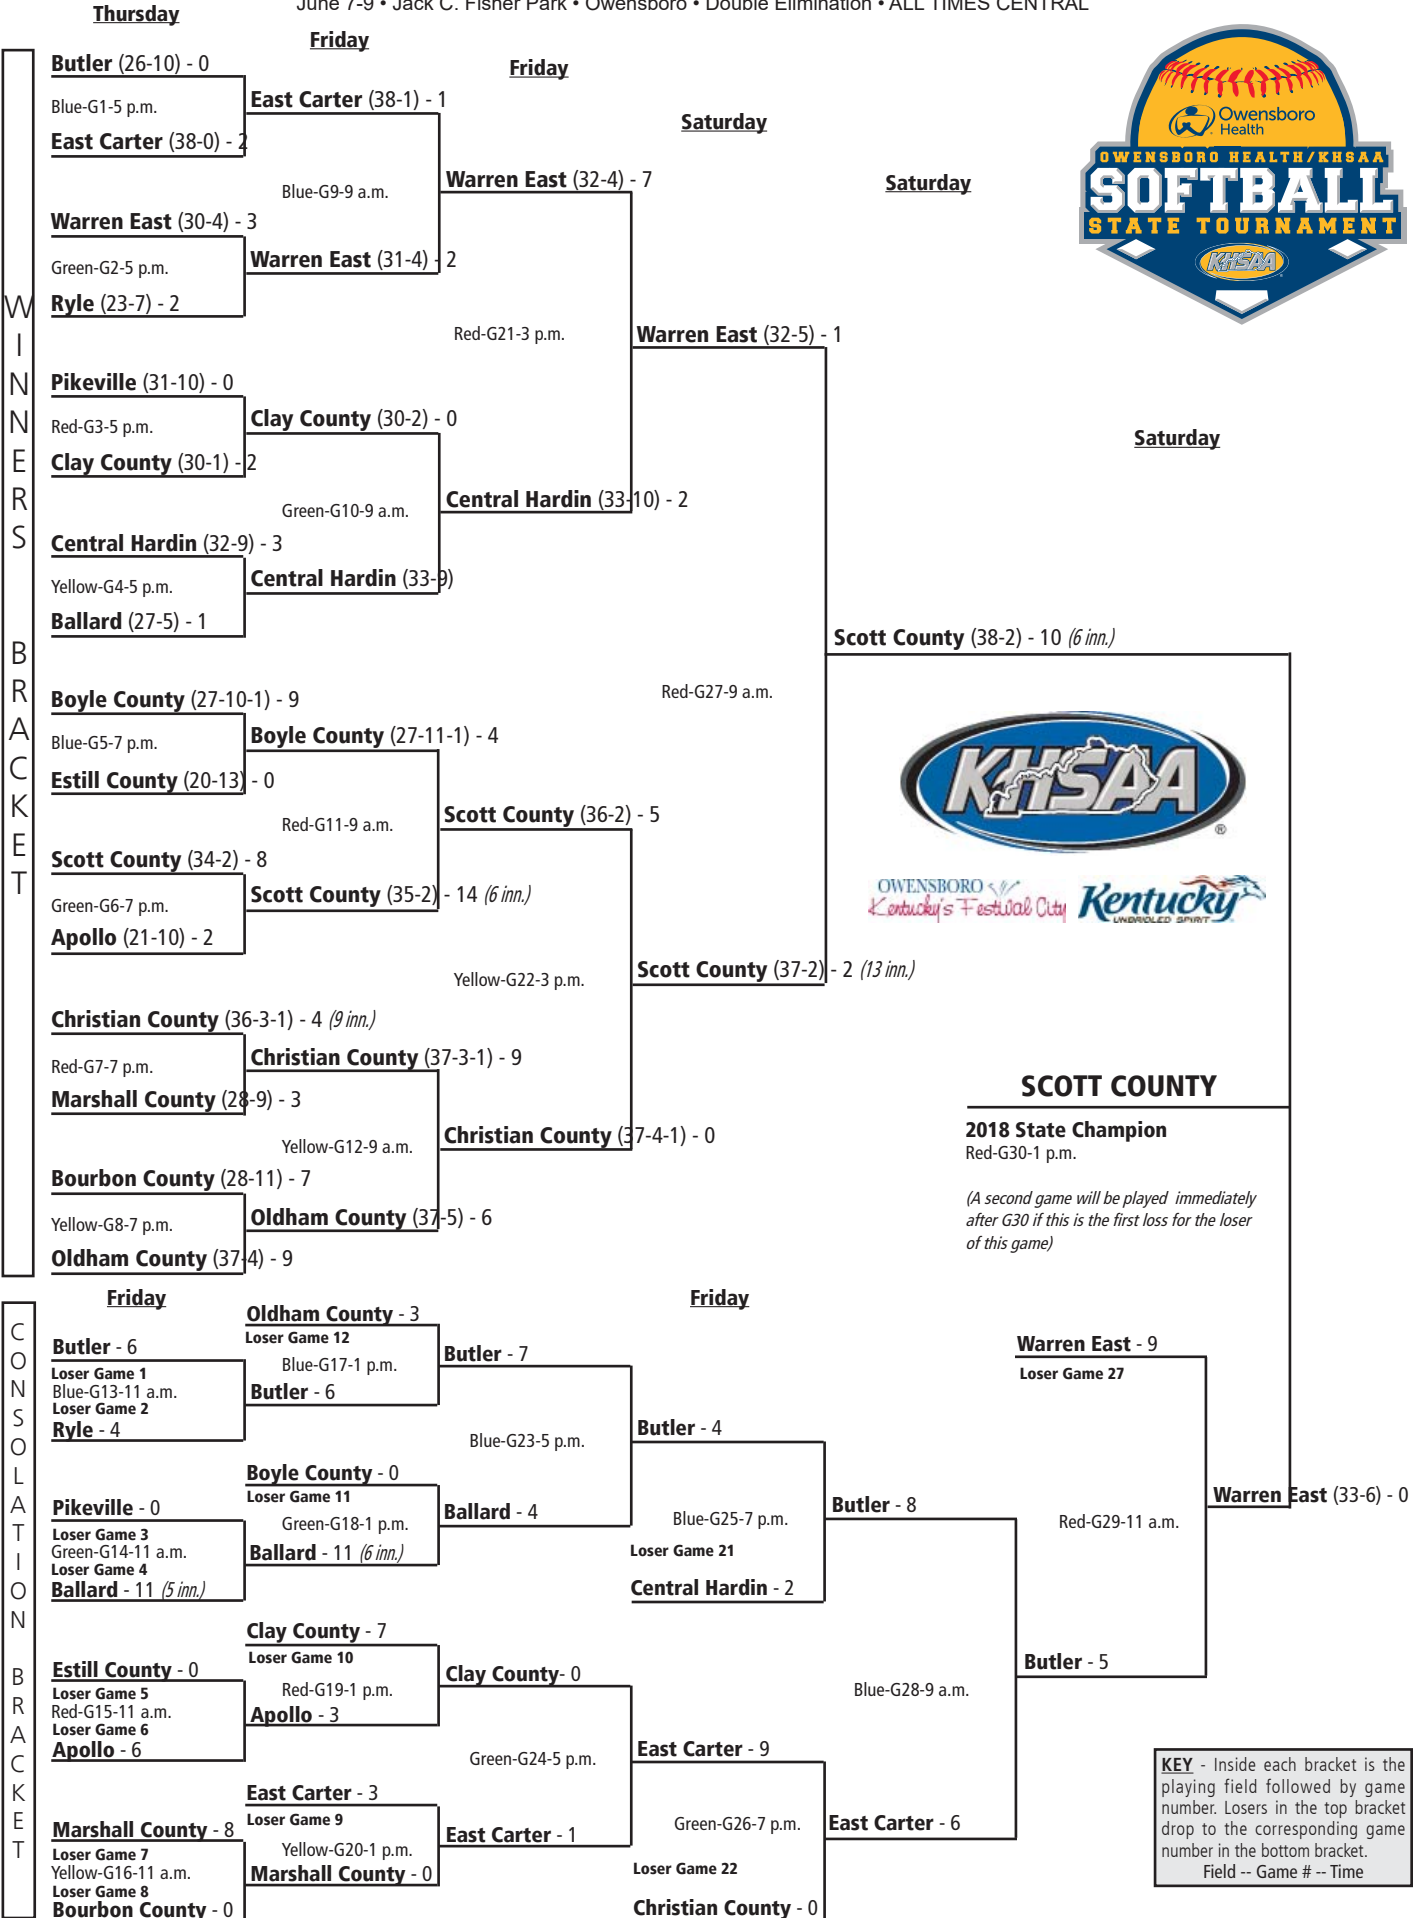 June 7-9 • Jack C. Fisher Park • Owensboro • Double Elimination • ALL TIMES CENTRAL
Thursday
Friday
Friday
Saturday
Saturday
Saturday
Owensboro
Health
OWENSBORO HEALTH/KHSAA
SOFTBALL
STATE TOURNAMENT
KHSAA
WINNERS BRACKET
Butler (26-10) - 0
Blue-G1-5 p.m.
East Carter (38-0) - 2
East Carter (38-1) - 1
Blue-G9-9 a.m.
Warren East (30-4) - 3
Green-G2-5 p.m.
Ryle (23-7) - 2
Warren East (31-4) - 2
Warren East (32-4) - 7
Red-G21-3 p.m.
Pikeville (31-10) - 0
Red-G3-5 p.m.
Clay County (30-1) - 2
Clay County (30-2) - 0
Green-G10-9 a.m.
Central Hardin (32-9) - 3
Yellow-G4-5 p.m.
Ballard (27-5) - 1
Central Hardin (33-9)
Central Hardin (33-10) - 2
Warren East (32-5) - 1
Red-G27-9 a.m.
Boyle County (27-10-1) - 9
Blue-G5-7 p.m.
Estill County (20-13) - 0
Boyle County (27-11-1) - 4
Red-G11-9 a.m.
Scott County (34-2) - 8
Green-G6-7 p.m.
Apollo (21-10) - 2
Scott County (35-2) - 14 (6 inn.)
Scott County (36-2) - 5
Yellow-G22-3 p.m.
Christian County (36-3-1) - 4 (9 inn.)
Red-G7-7 p.m.
Marshall County (28-9) - 3
Christian County (37-3-1) - 9
Yellow-G12-9 a.m.
Bourbon County (28-11) - 7
Yellow-G8-7 p.m.
Oldham County (37-4) - 9
Oldham County (37-5) - 6
Christian County (37-4-1) - 0
Scott County (37-2) - 2 (13 inn.)
Scott County (38-2) - 10 (6 inn.)
KHSAA
®
OWENSBORO
Kentucky's Festival City
Kentucky
UNBRIDLED SPIRIT
SCOTT COUNTY
2018 State Champion
Red-G30-1 p.m.
(A second game will be played immediately
after G30 if this is the first loss for the loser
of this game)
CONSOLATION BRACKET
Friday
Friday
Butler - 6
Loser Game 1
Blue-G13-11 a.m.
Loser Game 2
Ryle - 4
Oldham County - 3
Loser Game 12
Blue-G17-1 p.m.
Butler - 6
Butler - 7
Blue-G23-5 p.m.
Pikeville - 0
Loser Game 3
Green-G14-11 a.m.
Loser Game 4
Ballard - 11 (5 inn.)
Boyle County - 0
Loser Game 11
Green-G18-1 p.m.
Ballard - 11 (6 inn.)
Ballard - 4
Butler - 4
Blue-G25-7 p.m.
Loser Game 21
Central Hardin - 2
Butler - 8
Estill County - 0
Loser Game 5
Red-G15-11 a.m.
Loser Game 6
Apollo - 6
Clay County - 7
Loser Game 10
Red-G19-1 p.m.
Apollo - 3
Clay County- 0
Green-G24-5 p.m.
Marshall County - 8
Loser Game 7
Yellow-G16-11 a.m.
Loser Game 8
Bourbon County - 0
East Carter - 3
Loser Game 9
Yellow-G20-1 p.m.
Marshall County - 0
East Carter - 1
East Carter - 9
Green-G26-7 p.m.
Loser Game 22
Christian County - 0
East Carter - 6
Blue-G28-9 a.m.
Warren East - 9
Loser Game 27
Red-G29-11 a.m.
Butler - 5
Warren East (33-6) - 0
KEY - Inside each bracket is the
playing field followed by game
number. Losers in the top bracket
drop to the corresponding game
number in the bottom bracket.
Field -- Game # -- Time